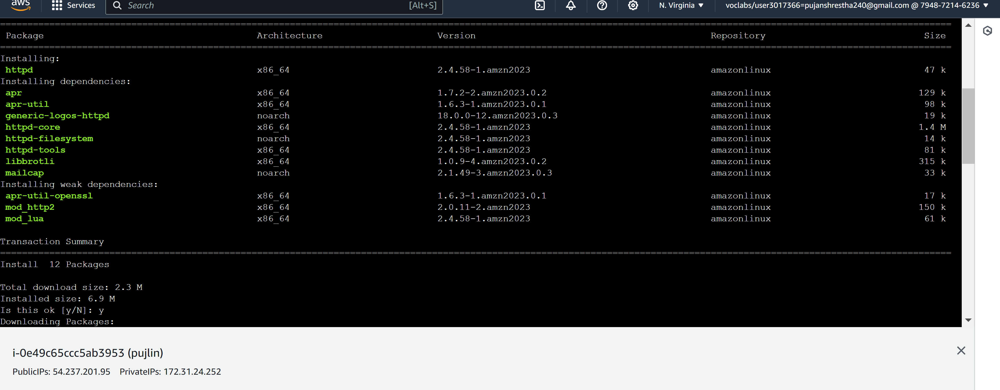 aws Services Search [Alt+S] N. Virginia voclabs/user3017366=pujanshrestha240@gmail.com @ 7948-7214-6236
================================================================================
Package Architecture Version Repository Size
================================================================================
Installing:
httpd x86_64 2.4.58-1.amzn2023 amazonlinux 47 k
Installing dependencies:
apr x86_64 1.7.2-2.amzn2023.0.2 amazonlinux 129 k
apr-util x86_64 1.6.3-1.amzn2023.0.1 amazonlinux 98 k
generic-logos-httpd noarch 18.0.0-12.amzn2023.0.3 amazonlinux 19 k
httpd-core x86_64 2.4.58-1.amzn2023 amazonlinux 1.4 M
httpd-filesystem noarch 2.4.58-1.amzn2023 amazonlinux 14 k
httpd-tools x86_64 2.4.58-1.amzn2023 amazonlinux 81 k
libbrotli x86_64 1.0.9-4.amzn2023.0.2 amazonlinux 315 k
mailcap noarch 2.1.49-3.amzn2023.0.3 amazonlinux 33 k
Installing weak dependencies:
apr-util-openssl x86_64 1.6.3-1.amzn2023.0.1 amazonlinux 17 k
mod_http2 x86_64 2.0.11-2.amzn2023 amazonlinux 150 k
mod_lua x86_64 2.4.58-1.amzn2023 amazonlinux 61 k
Transaction Summary
================================================================================
Install 12 Packages
Total download size: 2.3 M
Installed size: 6.9 M
Is this ok [y/N]: y
Downloading Packages:
i-0e49c65ccc5ab3953 (pujlin)
PublicIPs: 54.237.201.95 PrivateIPs: 172.31.24.252